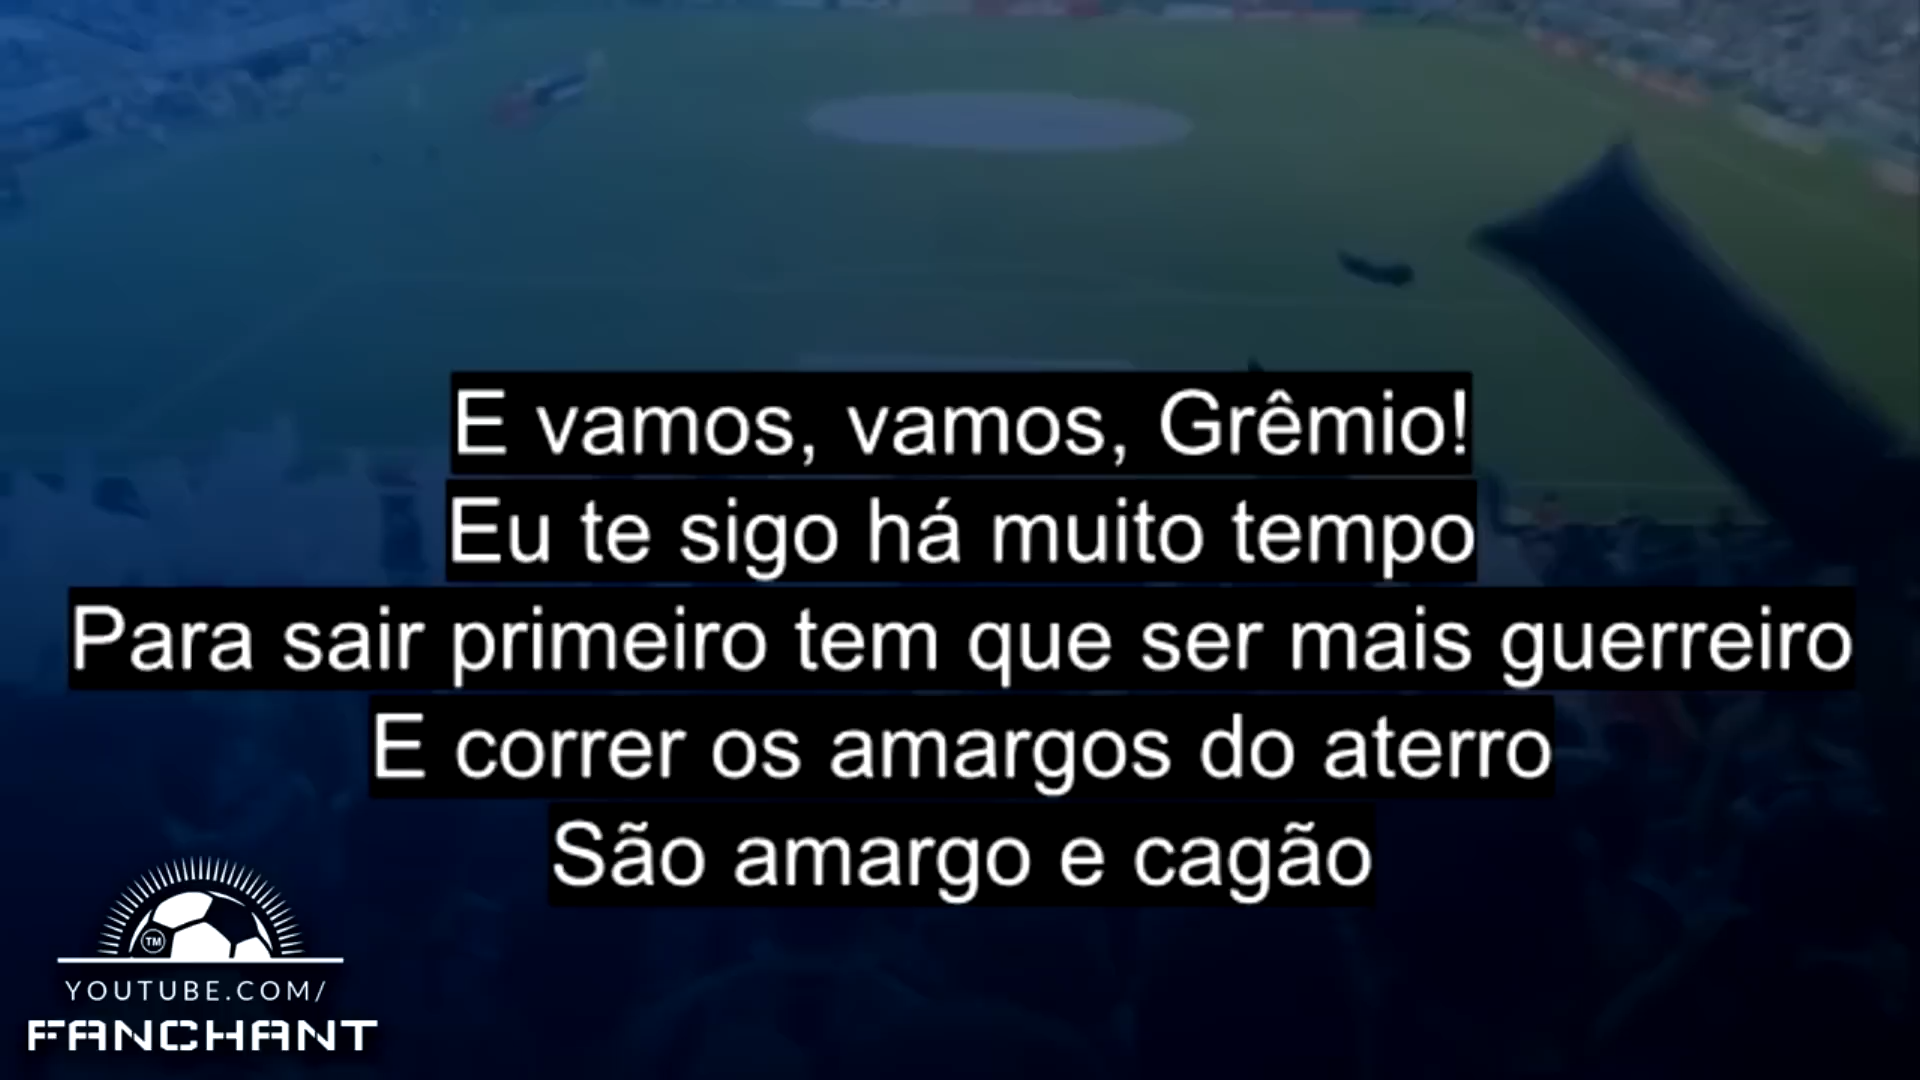 E vamos, vamos, Grêmio!
Eu te sigo há muito tempo
Para sair primeiro tem que ser mais guerreiro
E correr os amargos do aterro
São amargo e cagão
TM
YOUTUBE.COM/
FANCHANT